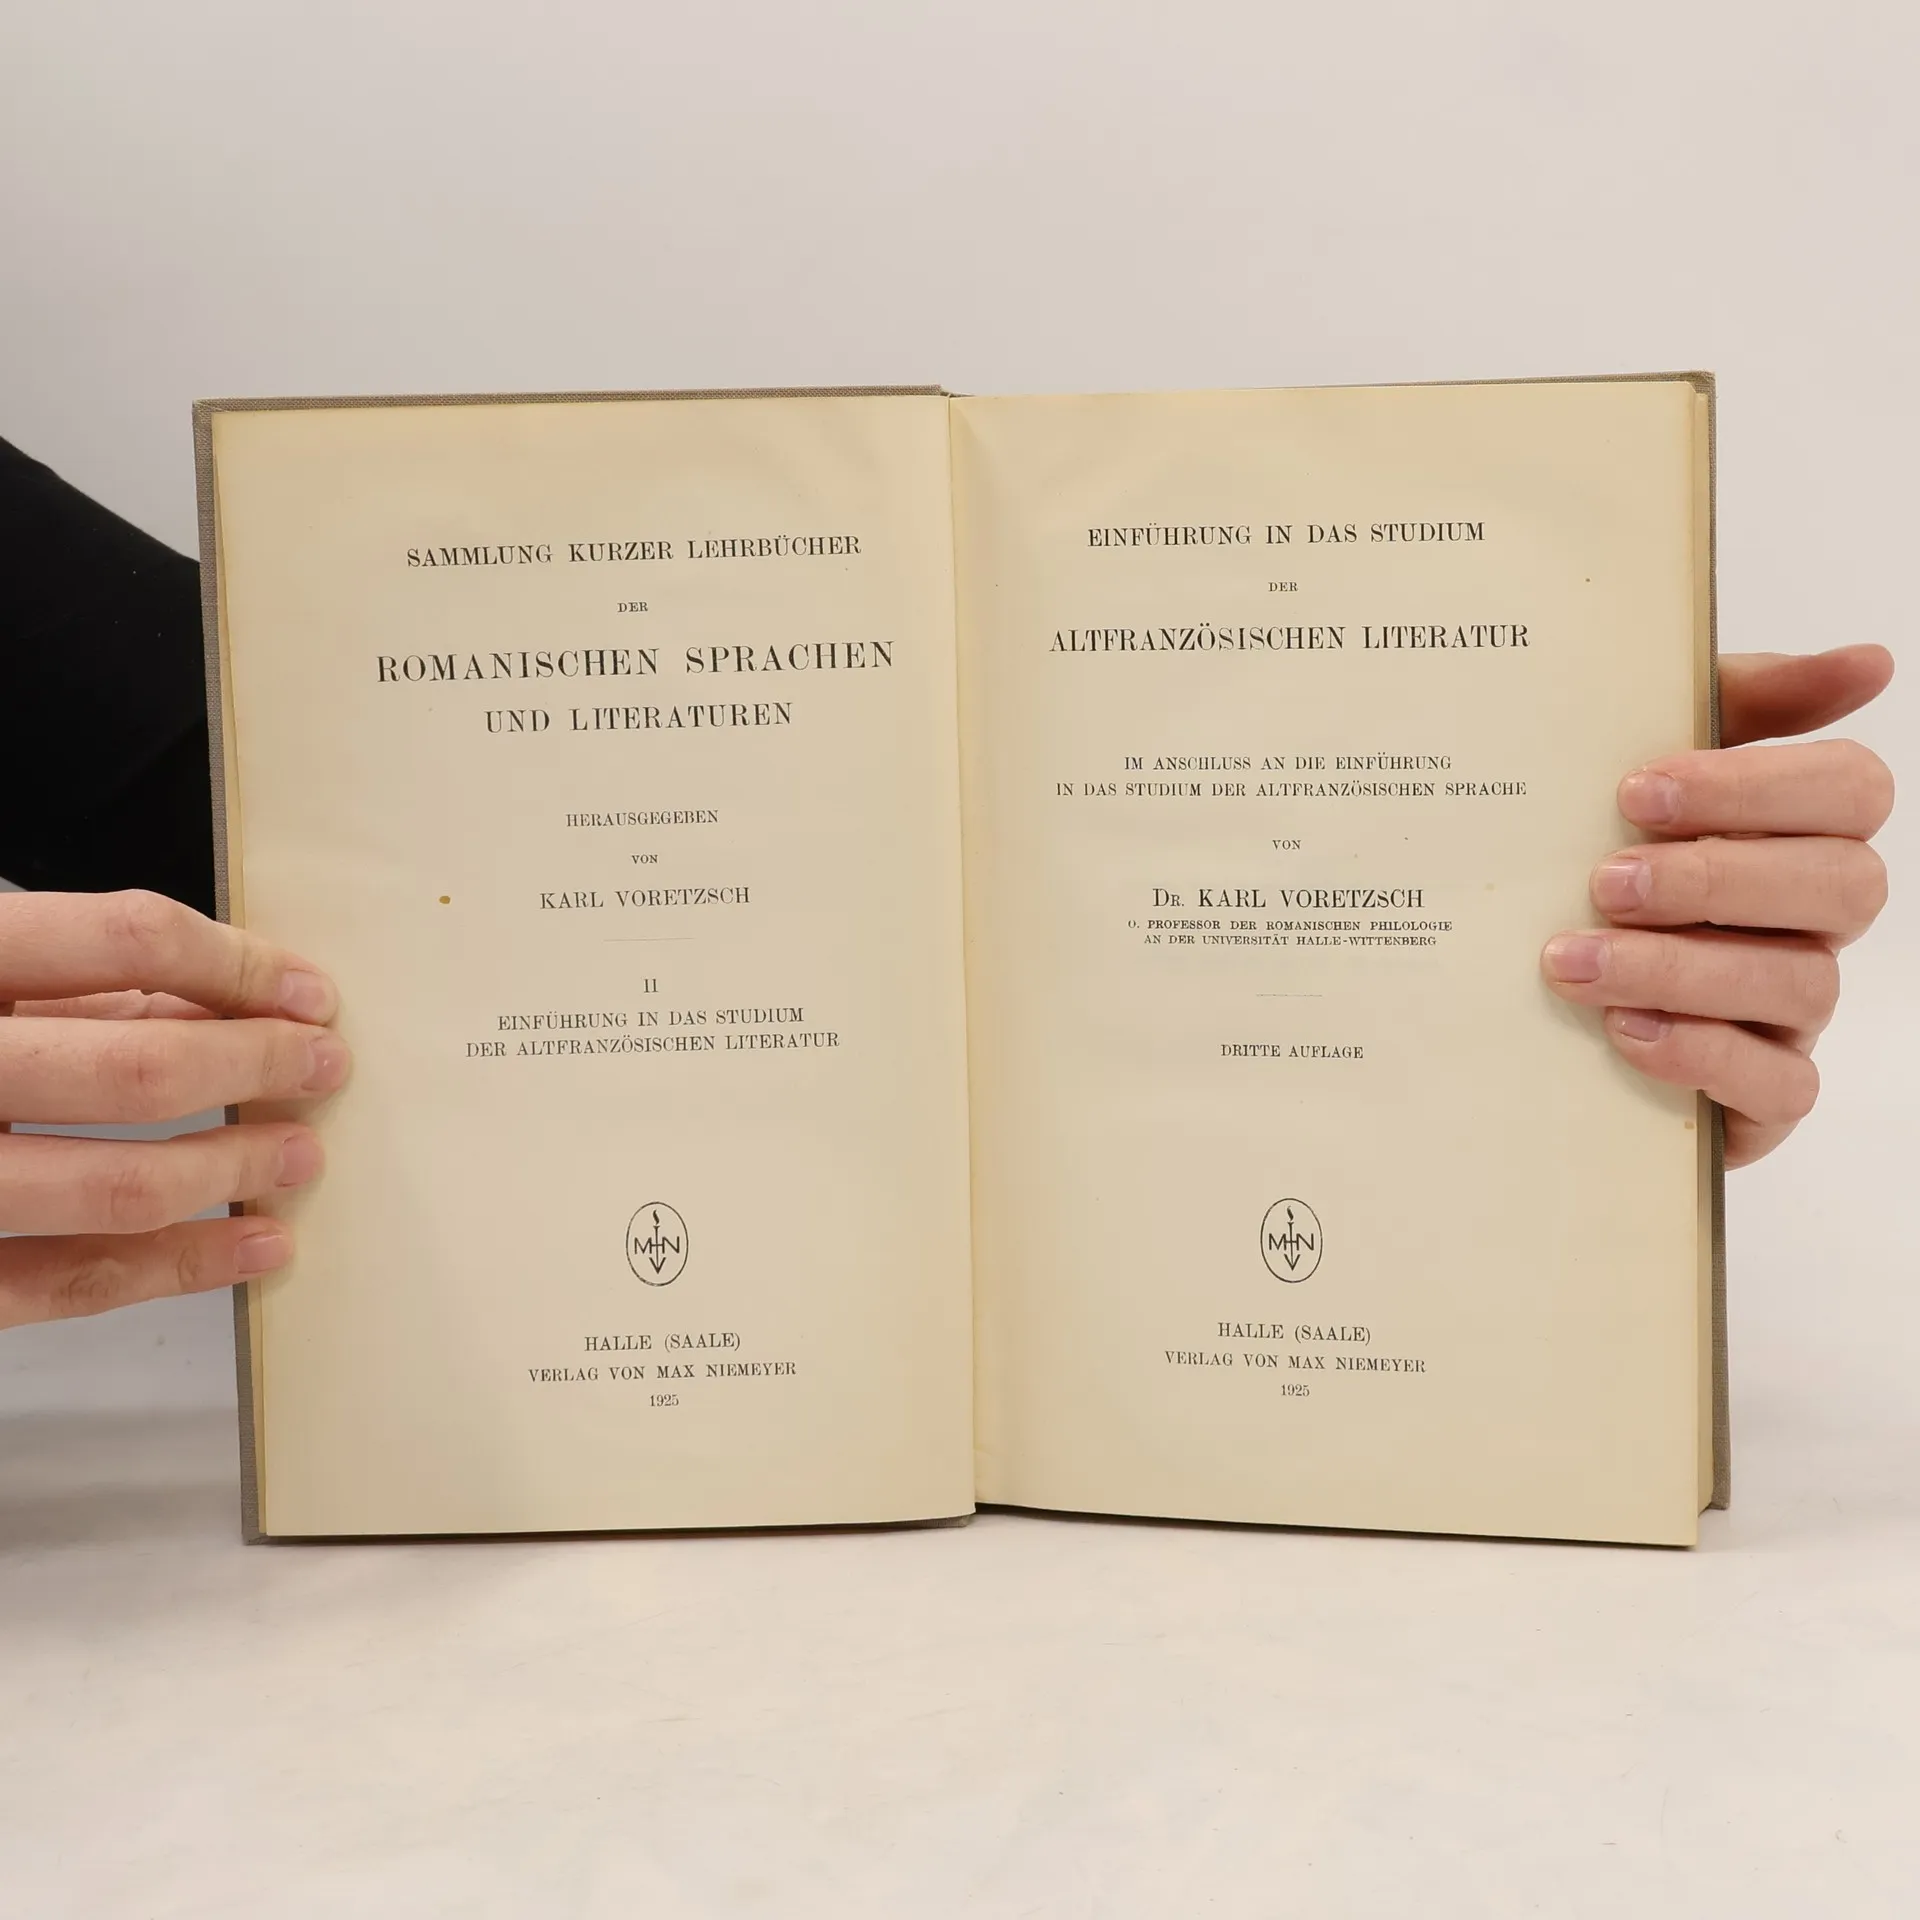 SAMMLUNG KURZER LEHRBÜCHER
DER
ROMANISCHEN SPRACHEN
UND LITERATUREN
HERAUSGEGEBEN
VON
KARL VORETZSCH
II
EINFÜHRUNG IN DAS STUDIUM
DER ALTFRANZÖSISCHEN LITERATUR
M N
HALLE (SAALE)
VERLAG VON MAX NIEMEYER
1925
EINFÜHRUNG IN DAS STUDIUM
DER
ALTFRANZÖSISCHEN LITERATUR
IM ANSCHLUSS AN DIE EINFÜHRUNG
IN DAS STUDIUM DER ALTFRANZÖSISCHEN SPRACHE
VON
DR. KARL VORETZSCH
O. PROFESSOR DER ROMANISCHEN PHILOLOGIE
AN DER UNIVERSITÄT HALLE-WITTENBERG
DRITTE AUFLAGE
M N
HALLE (SAALE)
VERLAG VON MAX NIEMEYER
1925